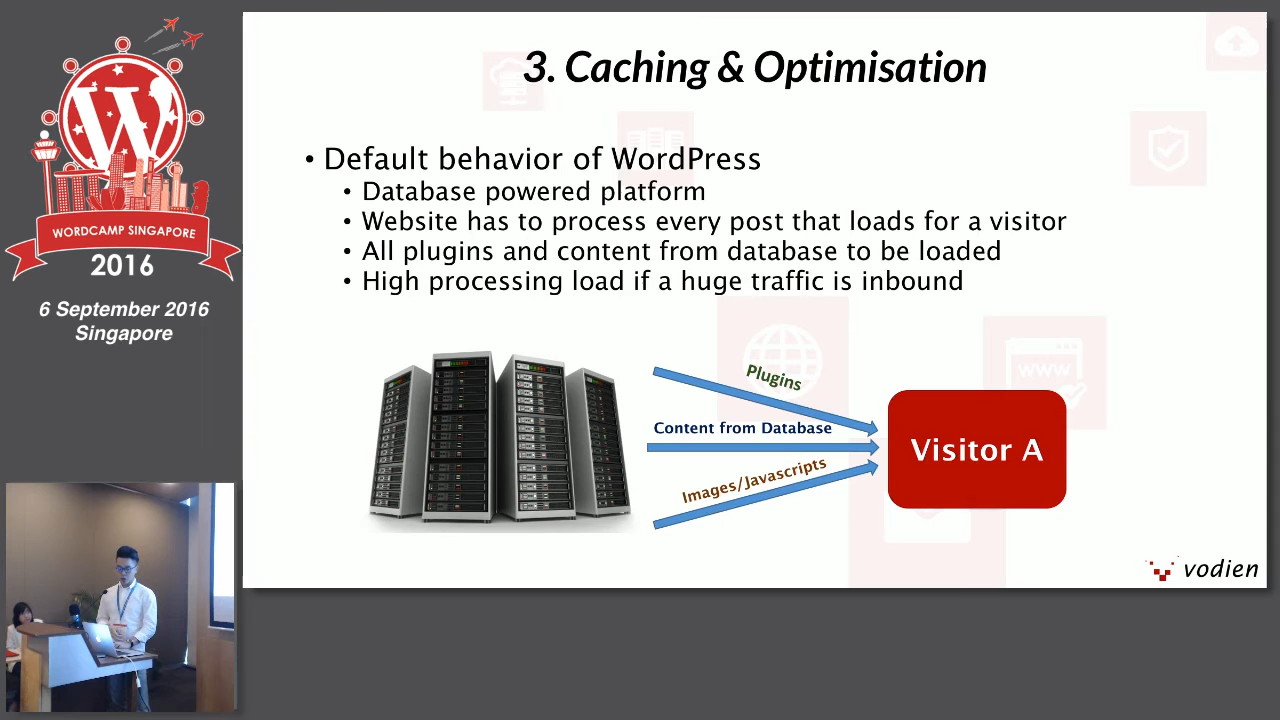 WORDCAMP SINGAPORE
2016
6 September 2016
Singapore
3. Caching & Optimisation
• Default behavior of WordPress
• Database powered platform
• Website has to process every post that loads for a visitor
• All plugins and content from database to be loaded
• High processing load if a huge traffic is inbound
WWW
Plugins
Content from Database
Images/Javascripts
Visitor A
vodien